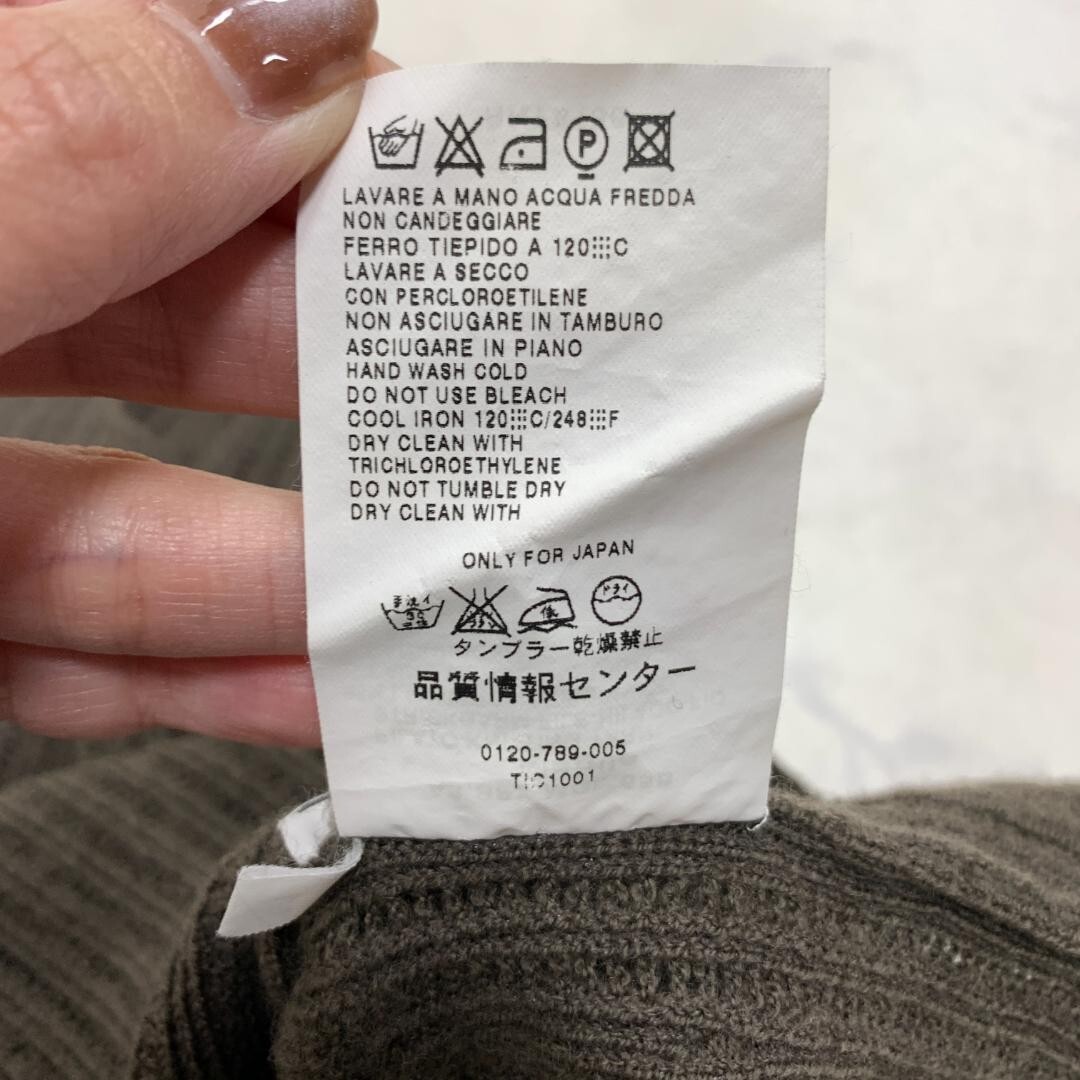 P
LAVARE A MANO ACQUA FREDDA
NON CANDEGGIARE
FERRO TIEPIDO A 120⁝⁝⁝C
LAVARE A SECCO
CON PERCLOROETILENE
NON ASCIUGARE IN TAMBURO
ASCIUGARE IN PIANO
HAND WASH COLD
DO NOT USE BLEACH
COOL IRON 120⁝⁝⁝C/248⁝⁝⁝F
DRY CLEAN WITH
TRICHLOROETHYLENE
DO NOT TUMBLE DRY
DRY CLEAN WITH
ONLY FOR JAPAN
手洗イ 30 低 ドライ
タンブラー乾燥禁止
品質情報センター
0120-789-005
TIC1001